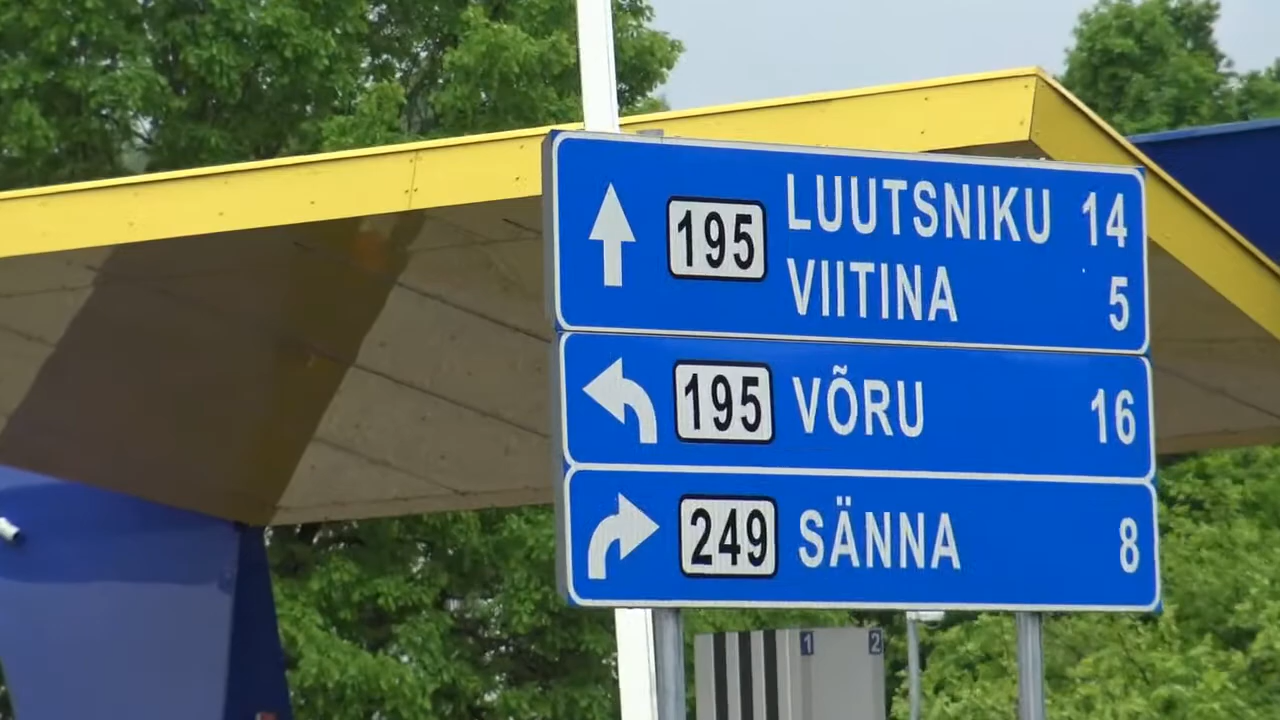 195 LUUTSNIKU 14
VIITINA 5
195 VÕRU 16
249 SÄNNA 8
1 2